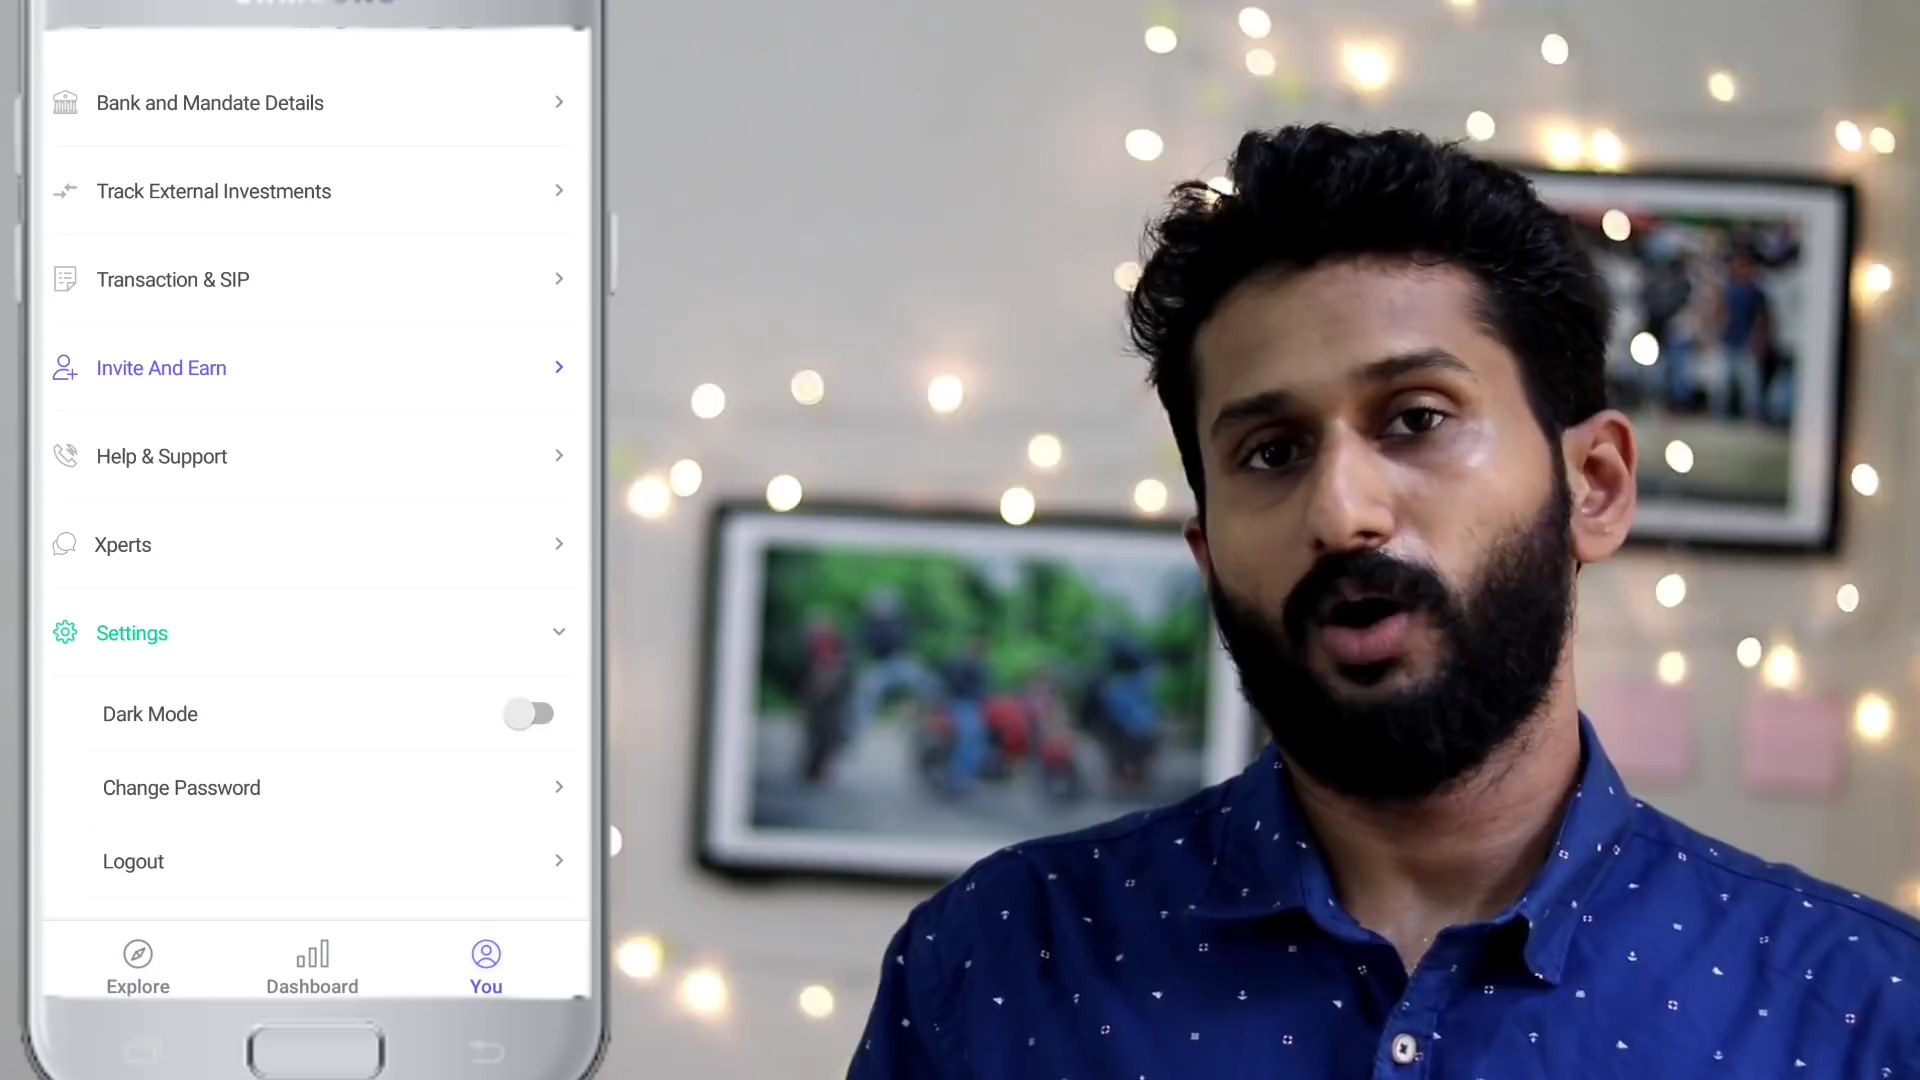 Bank and Mandate Details
Track External Investments
Transaction & SIP
Invite And Earn
Help & Support
Xperts
Settings
Dark Mode
Change Password
Logout
Explore
Dashboard
You